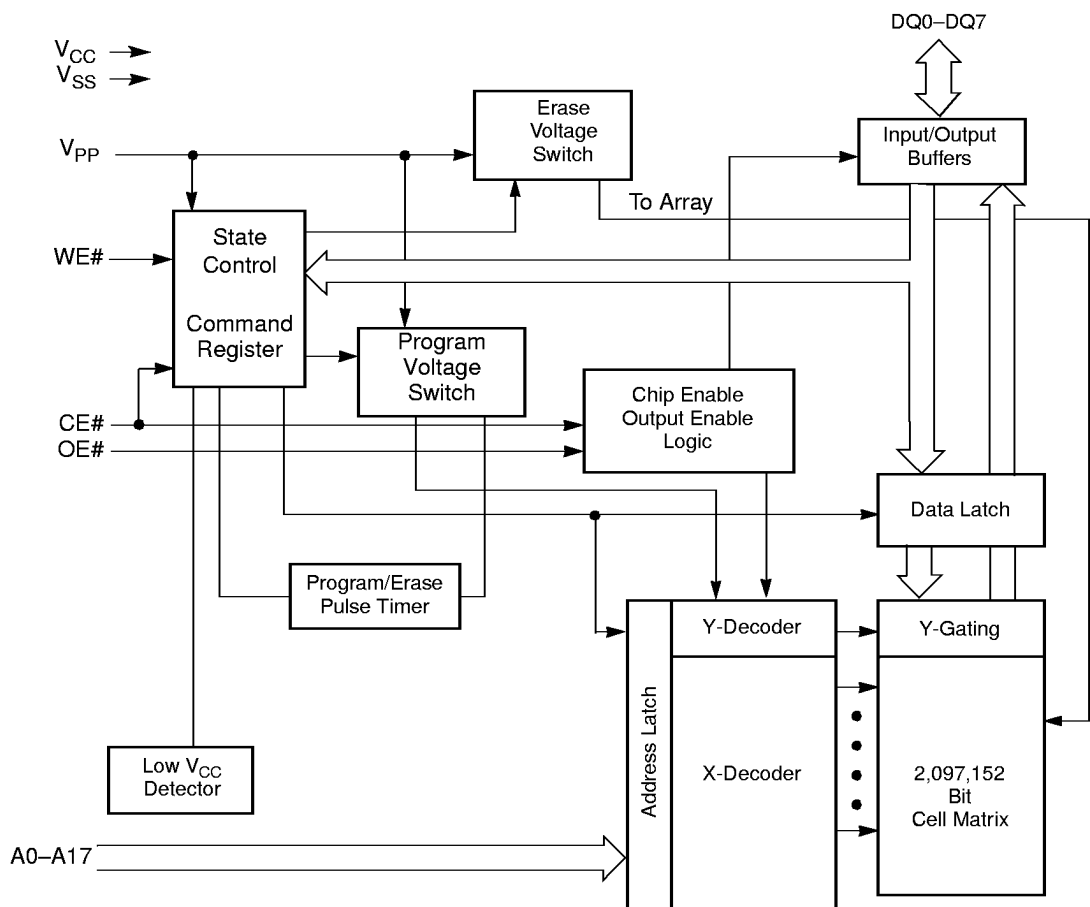 DQ0–DQ7
VCC
VSS
Erase
Voltage
Switch
Input/Output
Buffers
VPP
To Array
State
Control
WE#
Command
Register
Program
Voltage
Switch
Chip Enable
Output Enable
Logic
CE#
OE#
Data Latch
Program/Erase
Pulse Timer
Y-Decoder
Y-Gating
Address Latch
Low VCC
Detector
X-Decoder
2,097,152
Bit
Cell Matrix
A0–A17